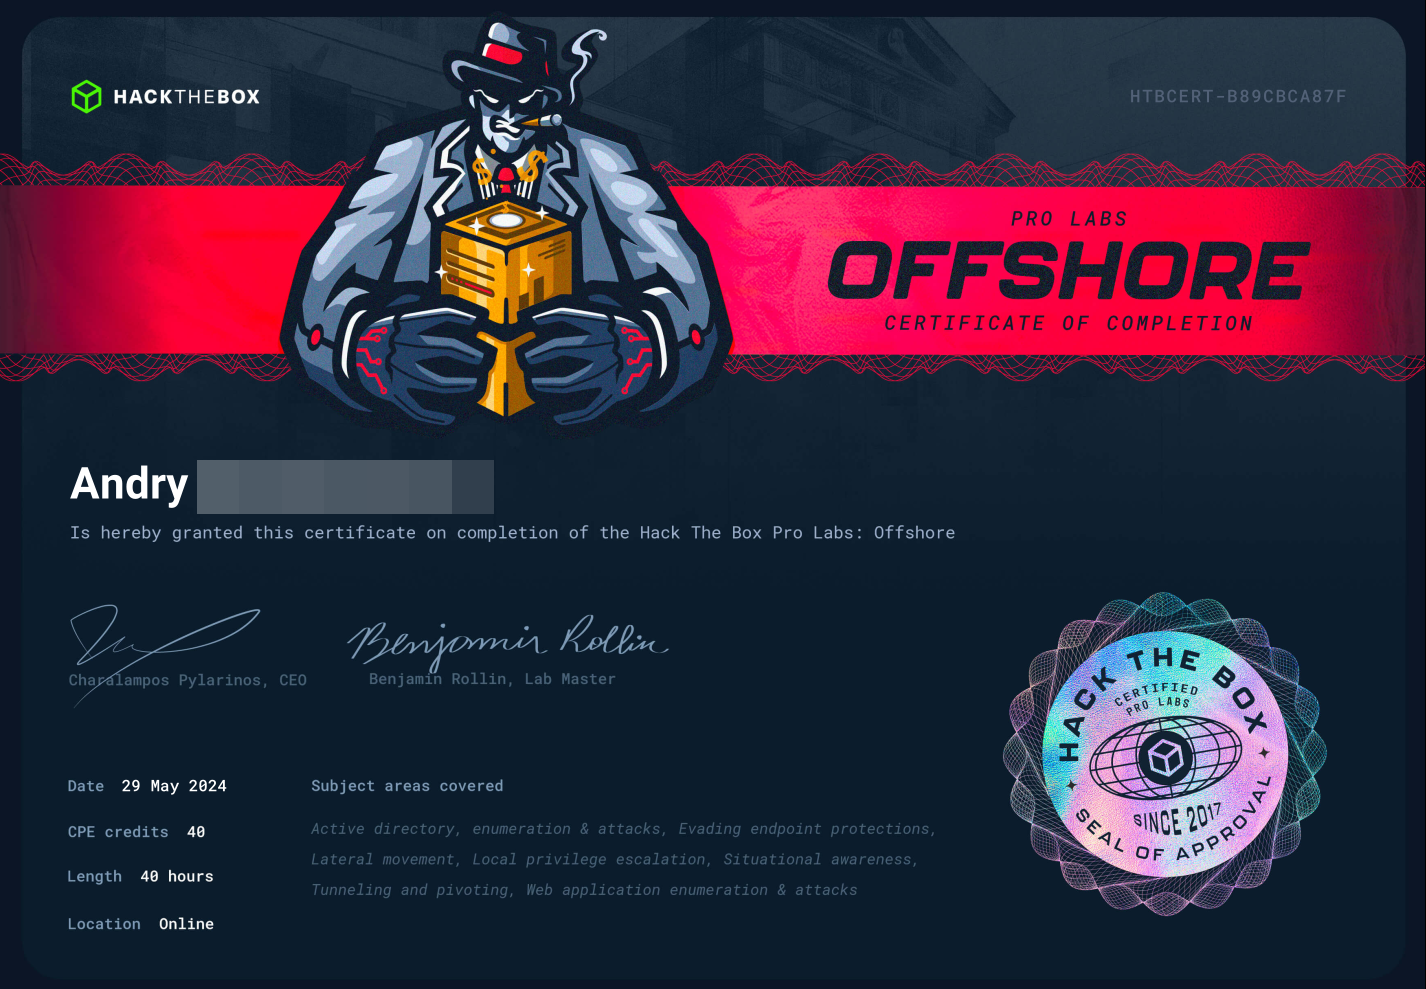 HACKTHEBOX
HTBCERT-B89CBCA87F
PRO LABS
OFFSHORE
CERTIFICATE OF COMPLETION
$ $
Andry
Is hereby granted this certificate on completion of the Hack The Box Pro Labs: Offshore
Benjamin Rollin
Charalampos Pylarinos, CEO
Benjamin Rollin, Lab Master
HACK THE BOX
CERTIFIED
PRO LABS
SINCE 2017
SEAL OF APPROVAL
Date 29 May 2024
CPE credits 40
Length 40 hours
Location Online
Subject areas covered
Active directory, enumeration & attacks, Evading endpoint protections,
Lateral movement, Local privilege escalation, Situational awareness,
Tunneling and pivoting, Web application enumeration & attacks